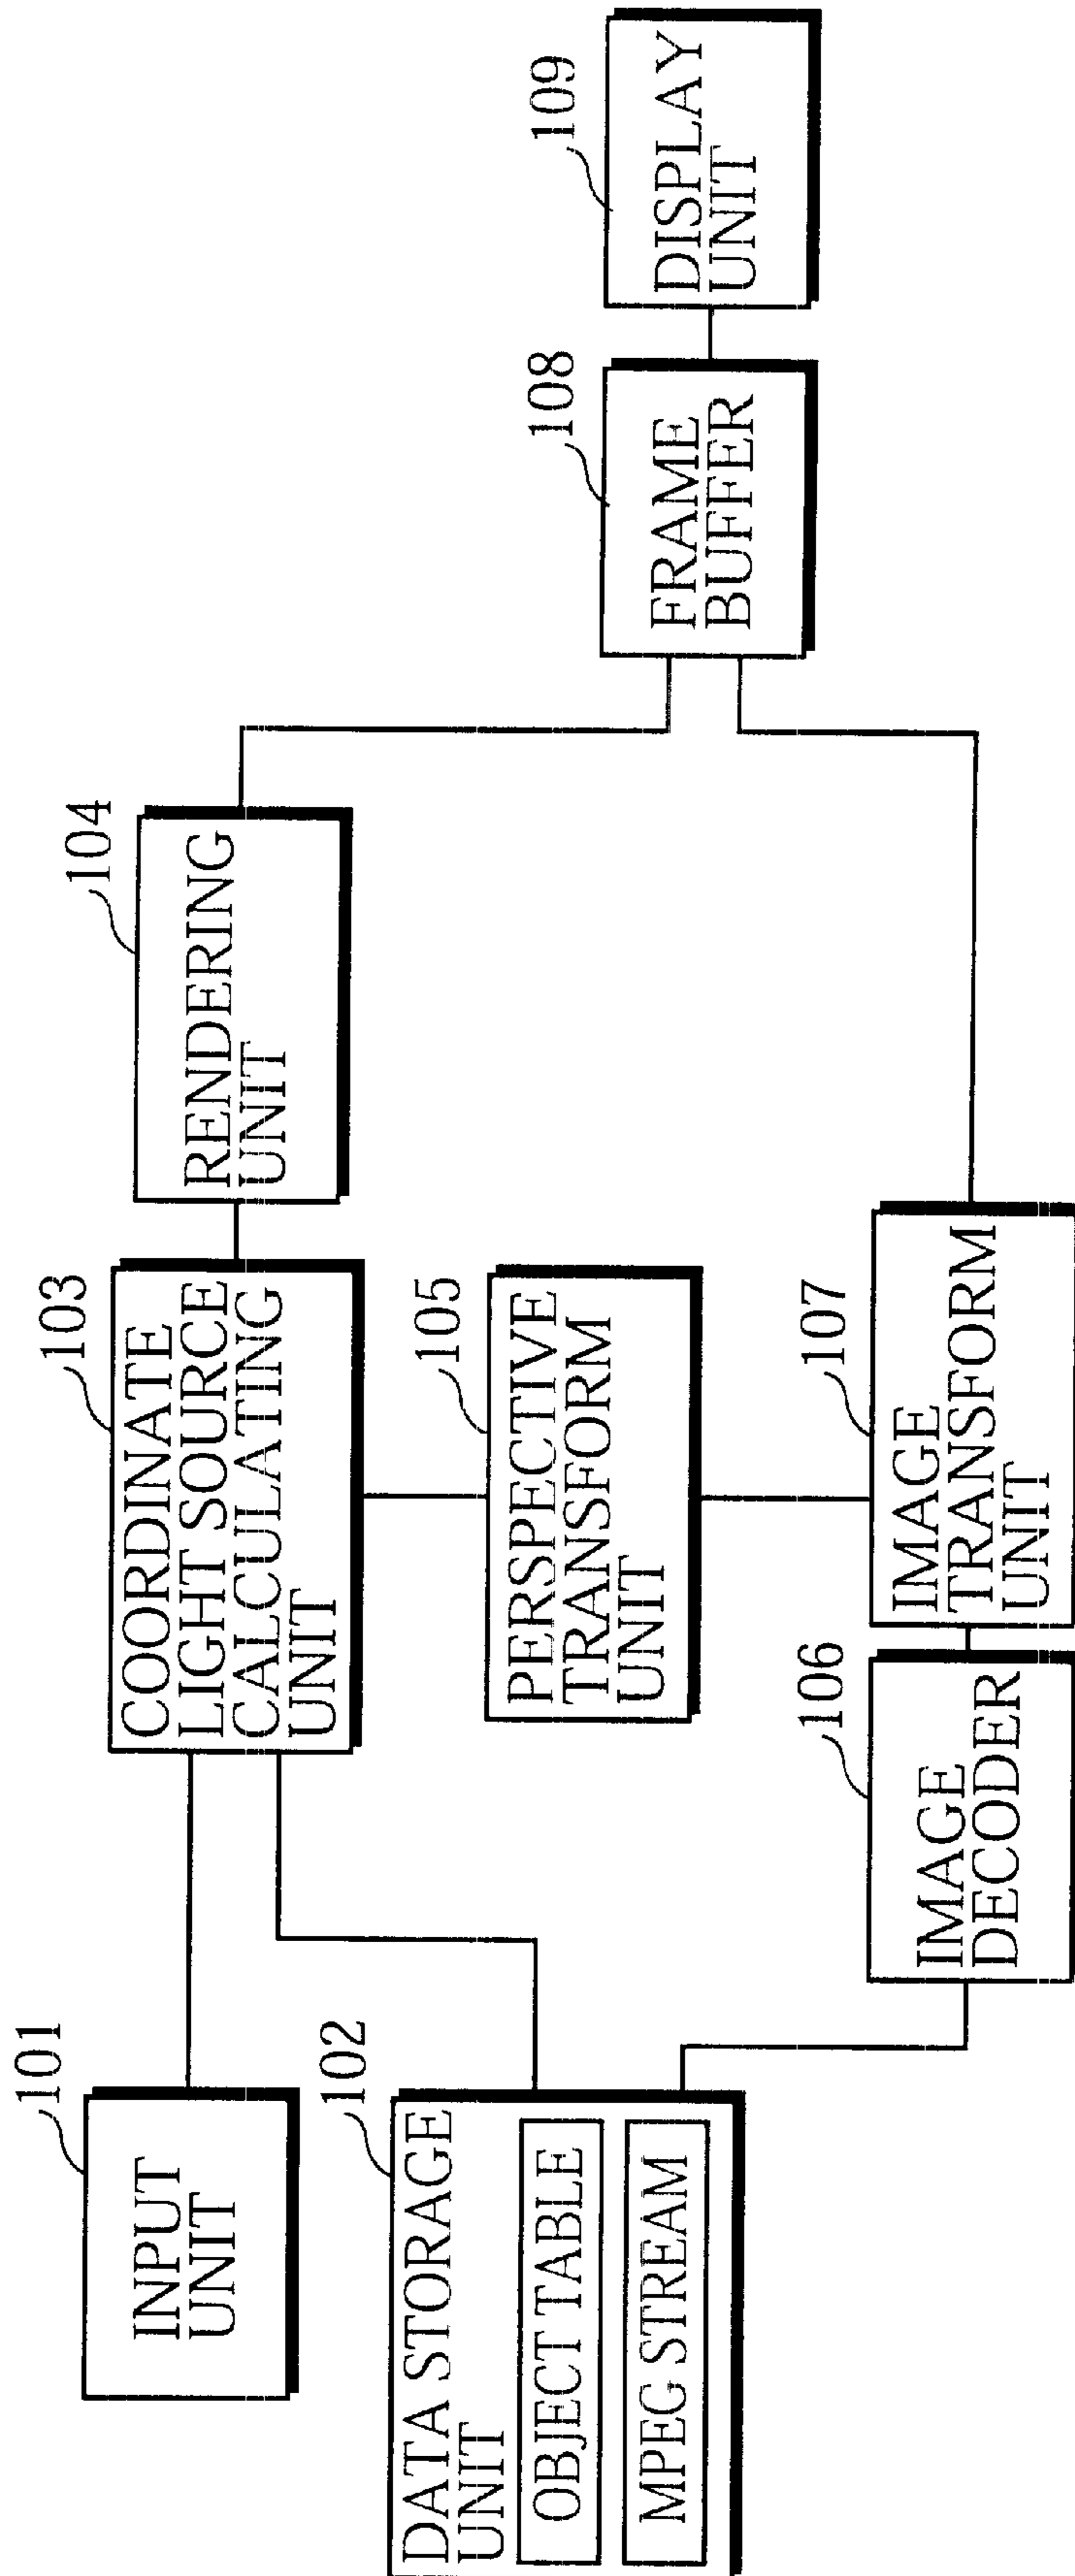 101
INPUT
UNIT
102
DATA STORAGE
UNIT
OBJECT TABLE
MPEG STREAM
103
COORDINATE
LIGHT SOURCE
CALCULATING
UNIT
104
RENDERING
UNIT
105
PERSPECTIVE
TRANSFORM
UNIT
106
IMAGE
DECODER
107
IMAGE
TRANSFORM
UNIT
108
FRAME
BUFFER
109
DISPLAY
UNIT